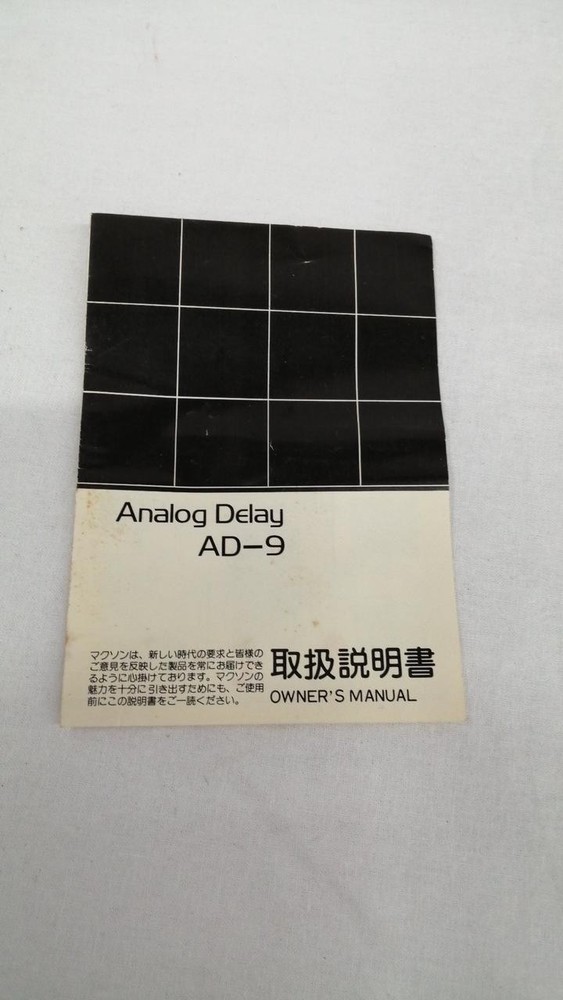 Analog Delay
AD-9
マクソンは、新しい時代の要求と皆様の
ご意見を反映した製品を常にお届けでき
るように心掛けております。マクソンの
魅力を十分に引き出すためにも、ご使用
前にこの説明書をご一読ください。
取扱説明書
OWNER'S MANUAL